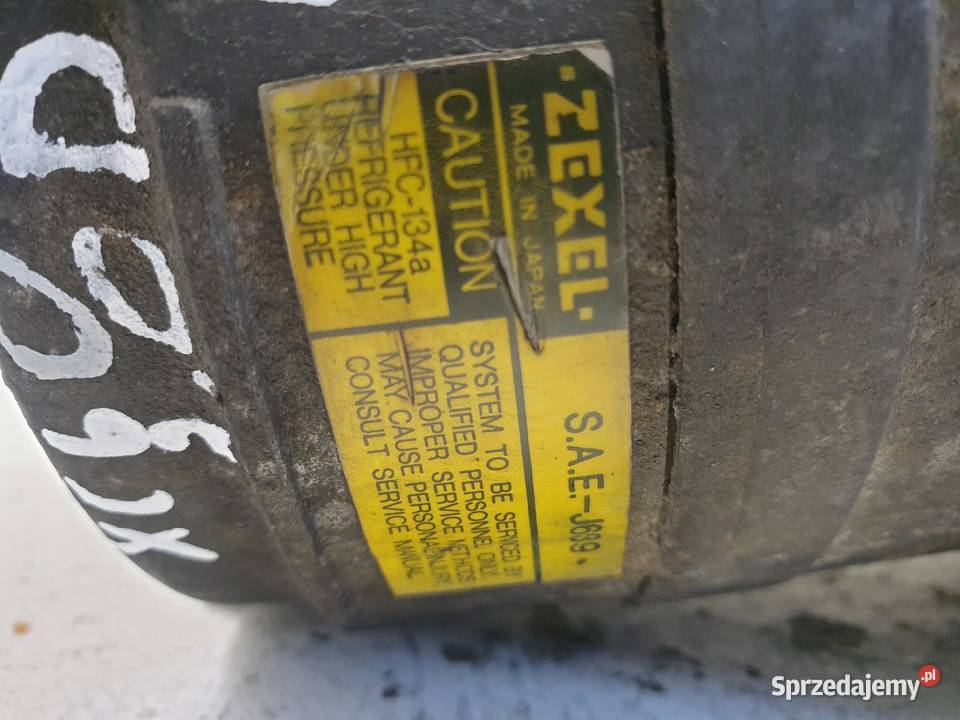 ·ZEXEL·
MADE IN JAPAN
S.A.E.-J639.
CAUTION
HFC-134a
REFRIGERANT
UNDER HIGH
PRESSURE
SYSTEM TO BE SERVICED BY
QUALIFIED PERSONNEL ONLY.
IMPROPER SERVICE METHODS
MAY CAUSE PERSONAL INJURY.
CONSULT SERVICE MANUAL
Sprzedajemy.pl